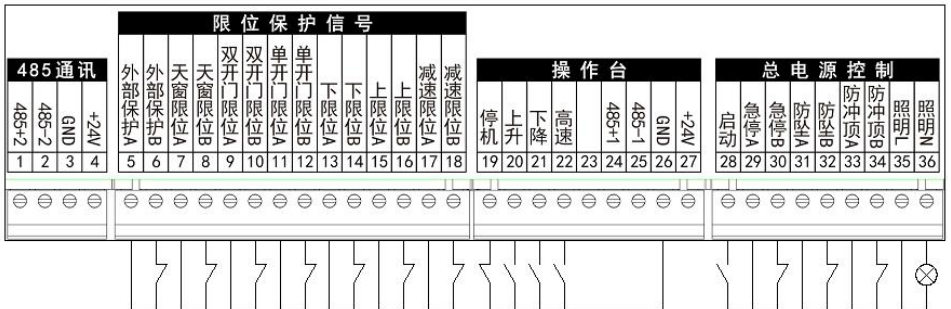 限位保护信号
485通讯
操作台
总电源控制
485+2
485-2
GND
+24V
外部保护A
外部保护B
天窗限位A
天窗限位B
双开门限位A
双开门限位B
单开门限位A
单开门限位B
下限位A
下限位B
上限位A
上限位B
减速限位A
减速限位B
停机
上升
下降
高速
485+1
485-1
GND
+24V
启动
急停A
急停B
防坠A
防坠B
防冲顶A
防冲顶B
照明L
照明N
1 2 3 4 5 6 7 8 9 10 11 12 13 14 15 16 17 18 19 20 21 22 23 24 25 26 27 28 29 30 31 32 33 34 35 36